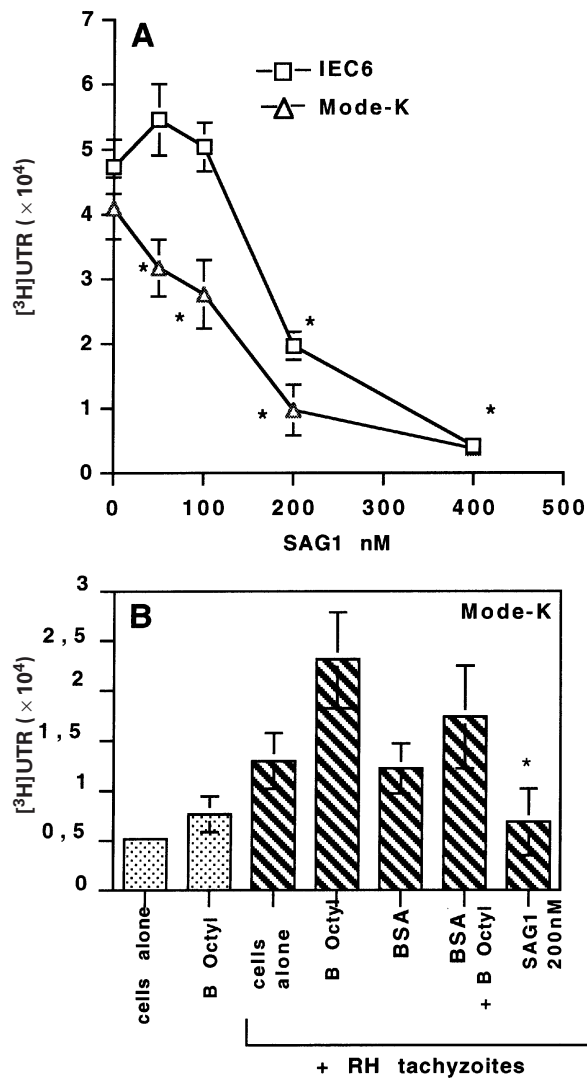 A
IEC6
Mode-K
[³H]UTR (×10⁴)
7
6
5
4
3
2
1
0
*
*
*
*
*
0 100 200 300 400 500
SAG1 nM
B
Mode-K
[³H]UTR (×10⁴)
3
2,5
2
1,5
1
0,5
0
*
cells alone
B Octyl
cells
alone
B Octyl
BSA
BSA
+ B Octyl
SAG1
200nM
+ RH tachyzoites